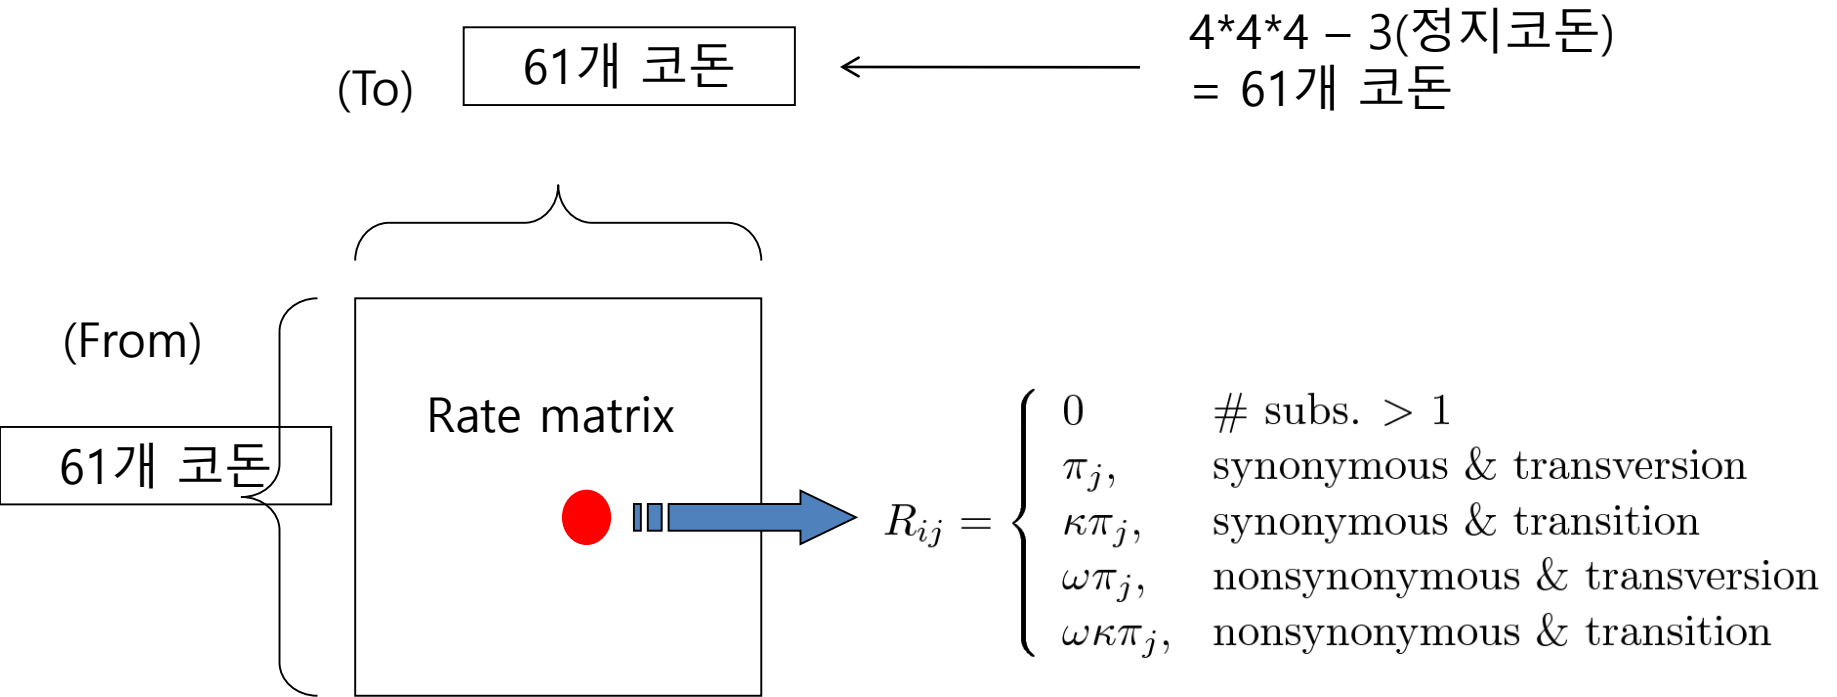 4*4*4 – 3(정지코돈)
= 61개 코돈
(To)
61개 코돈
(From)
61개 코돈
Rate matrix
R_{ij} = {
0 # subs. > 1
π_j, synonymous & transversion
κπ_j, synonymous & transition
ωπ_j, nonsynonymous & transversion
ωκπ_j, nonsynonymous & transition